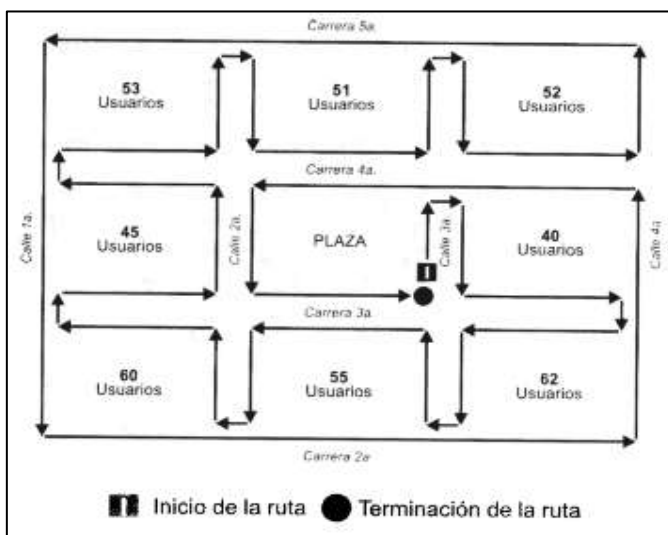 Carrera 5a.
53
Usuarios
51
Usuarios
52
Usuarios
Carrera 4a.
Calle 1a.
45
Usuarios
Calle 2a.
PLAZA
Calle 3a.
40
Usuarios
Calle 4a
Carrera 3a.
60
Usuarios
55
Usuarios
62
Usuarios
Carrera 2a
Inicio de la ruta
Terminación de la ruta